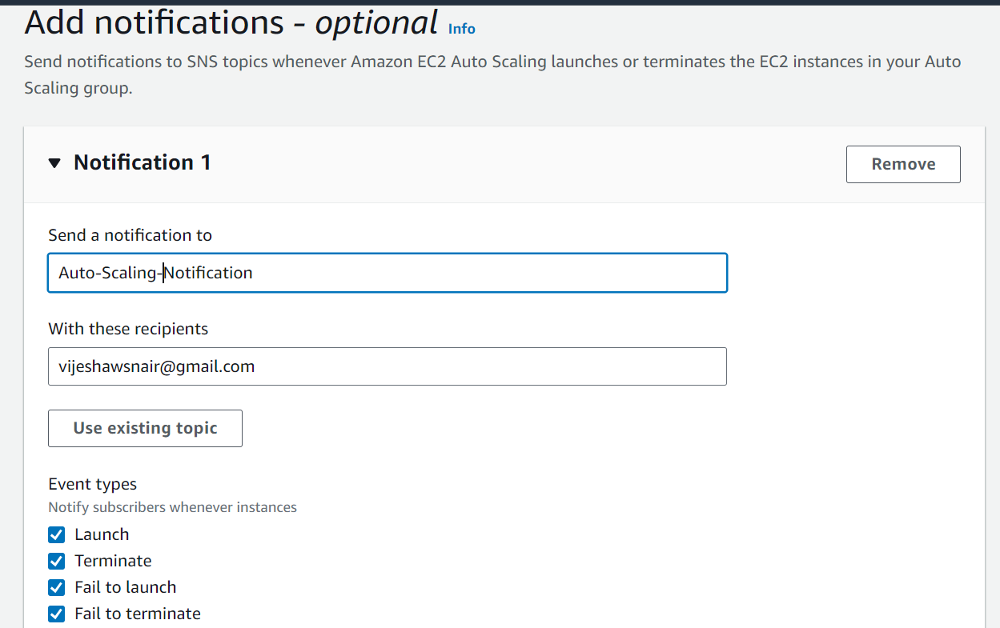 Add notifications - optional Info
Send notifications to SNS topics whenever Amazon EC2 Auto Scaling launches or terminates the EC2 instances in your Auto
Scaling group.
Notification 1
Remove
Send a notification to
Auto-Scaling-Notification
With these recipients
vijeshawsnair@gmail.com
Use existing topic
Event types
Notify subscribers whenever instances
Launch
Terminate
Fail to launch
Fail to terminate